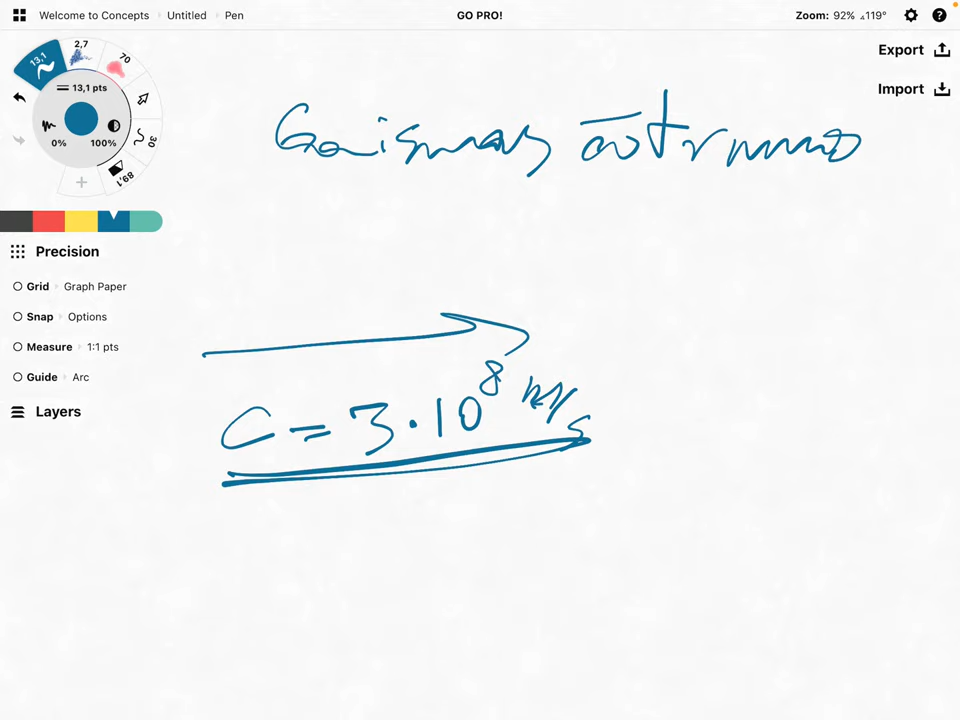 Welcome to Concepts › Untitled › Pen
GO PRO!
Zoom: 92% ⊿119°
Export
Import
13,1
2,7
70
13,1 pts
0%
100%
30
89,1
Gaismas ātrums
Precision
Grid › Graph Paper
Snap › Options
Measure › 1:1 pts
Guide › Arc
Layers
C = 3·10⁸ m/s